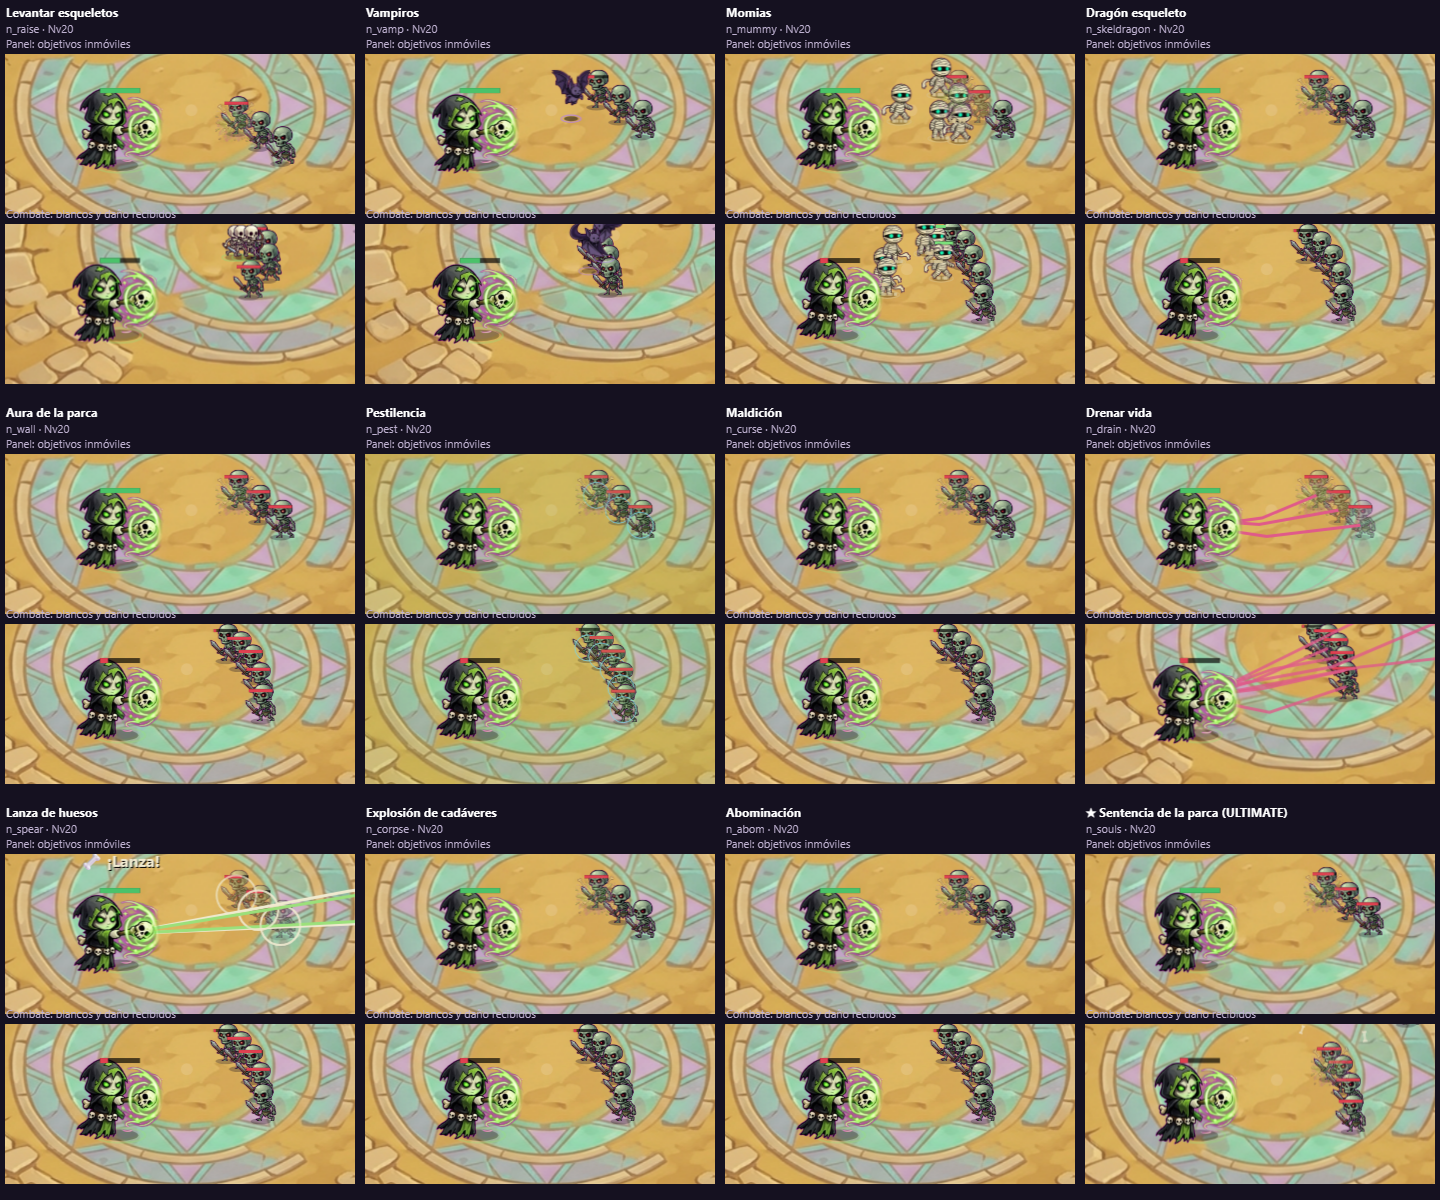 Levantar esqueletos
n_raise · Nv20
Panel: objetivos inmóviles
Combate, blancos y daño recibidos
Vampiros
n_vamp · Nv20
Panel: objetivos inmóviles
Combate, blancos y daño recibidos
Momias
n_mummy · Nv20
Panel: objetivos inmóviles
Combate, blancos y daño recibidos
Dragón esqueleto
n_skeldragon · Nv20
Panel: objetivos inmóviles
Combate, blancos y daño recibidos
Aura de la parca
n_wall · Nv20
Panel: objetivos inmóviles
Combate, blancos y daño recibidos
Pestilencia
n_pest · Nv20
Panel: objetivos inmóviles
Combate, blancos y daño recibidos
Maldición
n_curse · Nv20
Panel: objetivos inmóviles
Combate, blancos y daño recibidos
Drenar vida
n_drain · Nv20
Panel: objetivos inmóviles
Combate, blancos y daño recibidos
Lanza de huesos
n_spear · Nv20
Panel: objetivos inmóviles
¡Lanza!
Combate, blancos y daño recibidos
Explosión de cadáveres
n_corpse · Nv20
Panel: objetivos inmóviles
Combate, blancos y daño recibidos
Abominación
n_abom · Nv20
Panel: objetivos inmóviles
Combate, blancos y daño recibidos
★ Sentencia de la parca (ULTIMATE)
n_souls · Nv20
Panel: objetivos inmóviles
Combate, blancos y daño recibidos